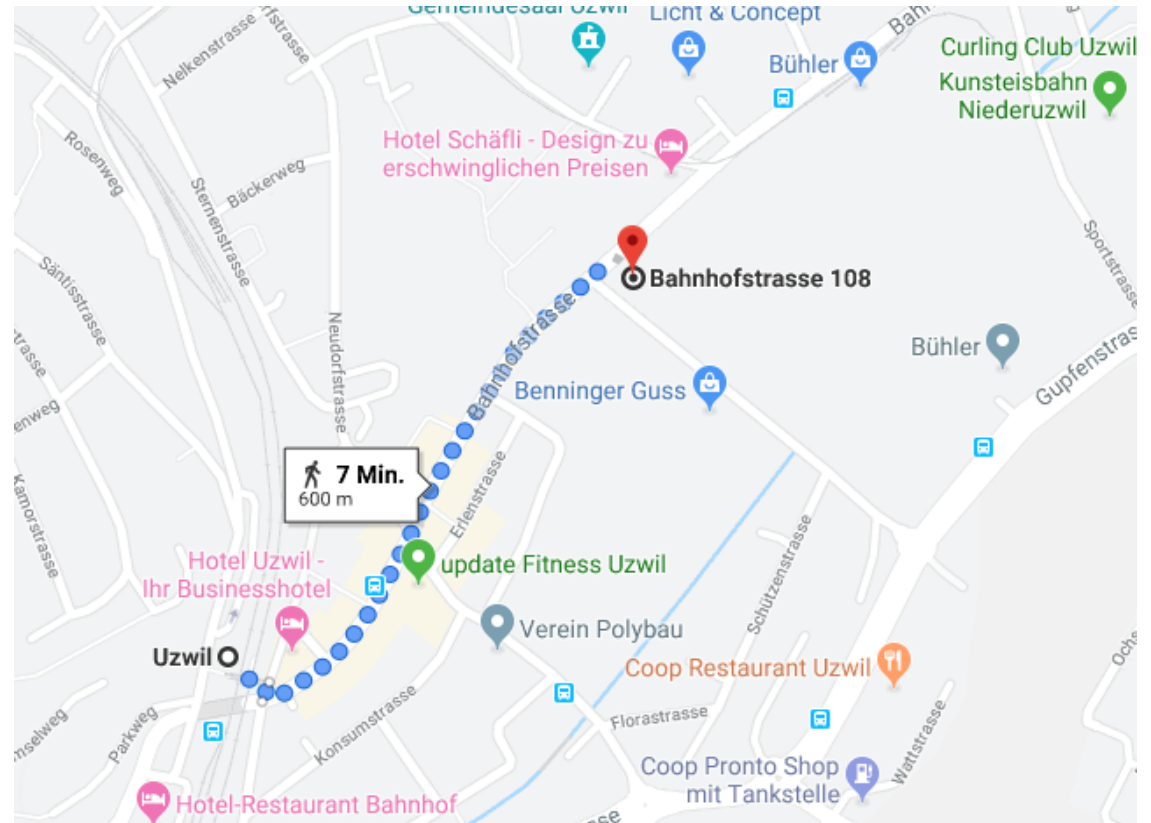 Gemeindesaal Uzwil
Licht & Concept
Bühler
Curling Club Uzwil
Kunsteisbahn
Niederuzwil
Nelkenstrasse
Hotel Schäfli - Design zu
erschwinglichen Preisen
Rosenweg
Bäckerweg
Sternenstrasse
Sportstrasse
Säntisstrasse
Bahnhofstrasse 108
Neudorfstrasse
Bahnhofstrasse
Bühler
Gupfenstras
Benninger Guss
7 Min.
600 m
Erlenstrasse
Kamorstrasse
Hotel Uzwil -
Ihr Businesshotel
update Fitness Uzwil
Schützenstrasse
Verein Polybau
Uzwil
Coop Restaurant Uzwil
Konsumstrasse
Parkweg
Florastrasse
Wattstrasse
Coop Pronto Shop
mit Tankstelle
Hotel-Restaurant Bahnhof